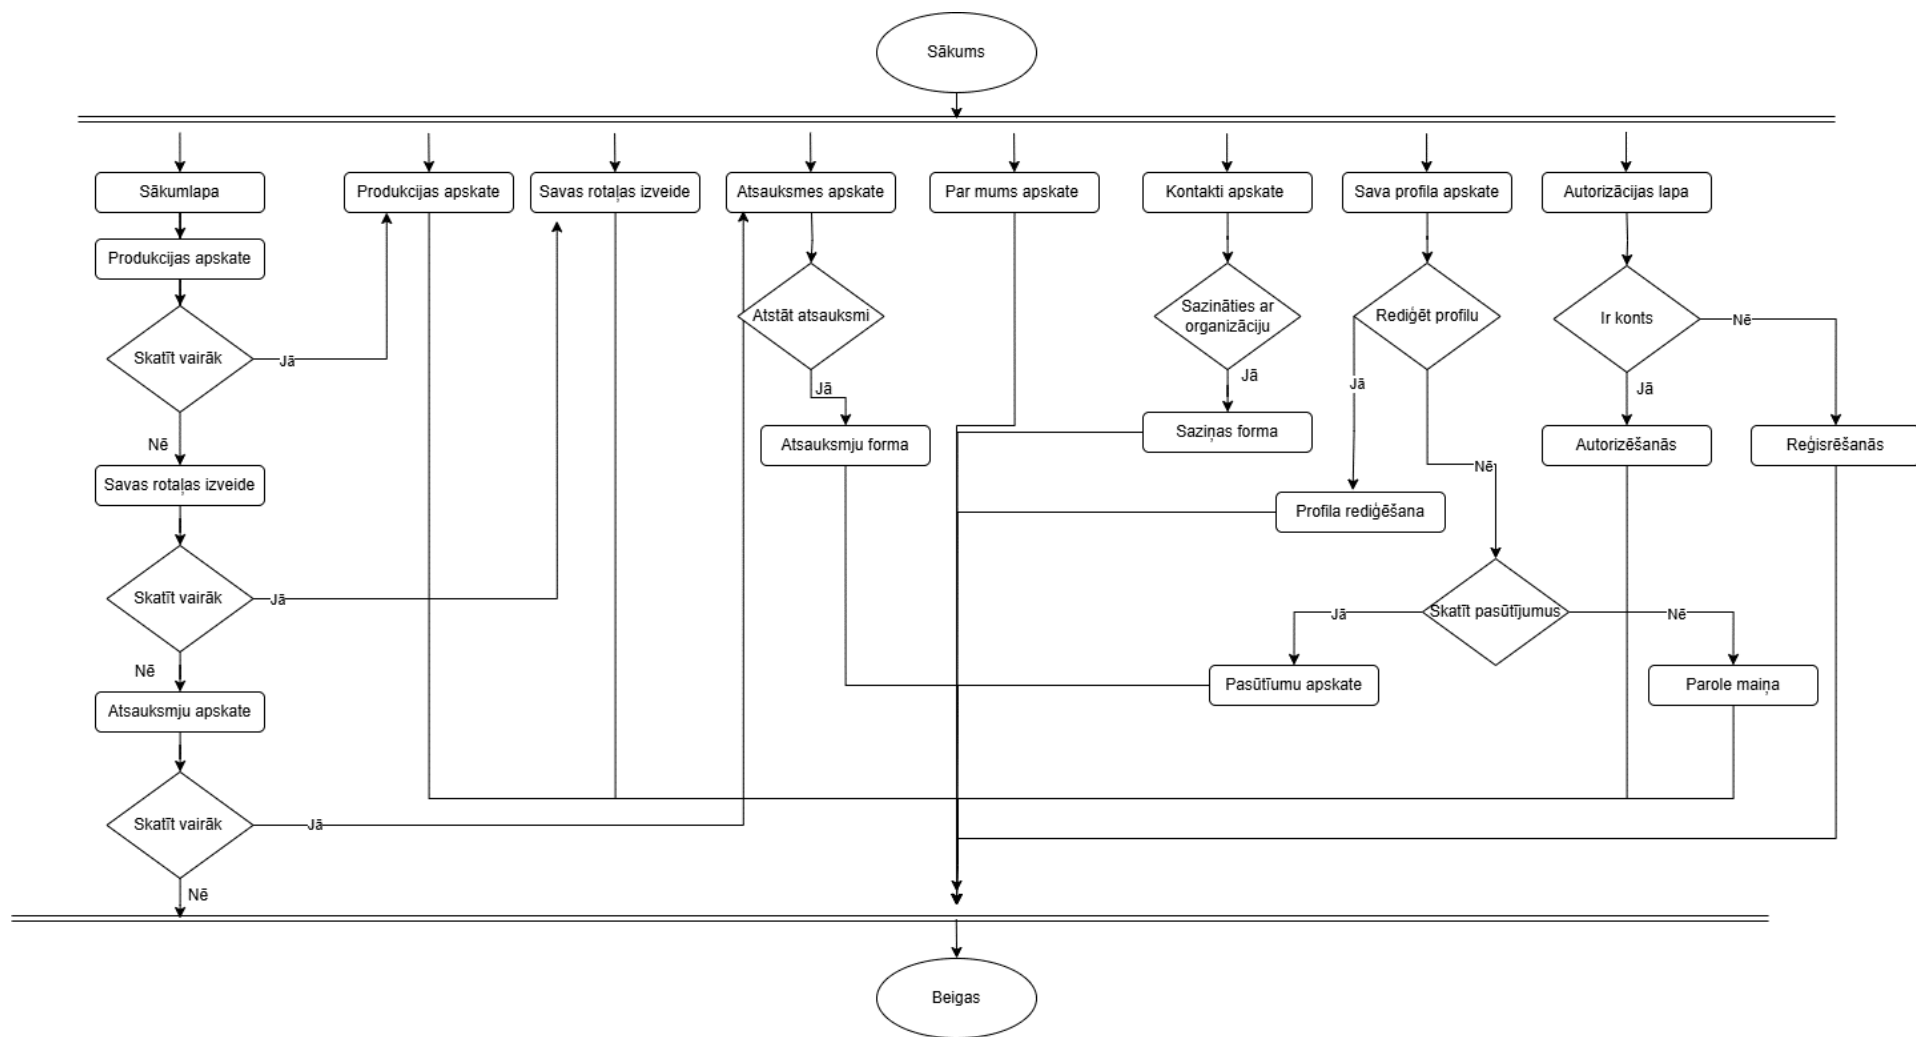 Sākums
Sākumlapa
Produkcijas apskate
Savas rotaļas izveide
Atsauksmes apskate
Par mums apskate
Kontakti apskate
Sava profila apskate
Autorizācijas lapa
Produkcijas apskate
Atstāt atsauksmi
Sazināties ar
organizāciju
Rediģēt profilu
Ir konts
Nē
Skatīt vairāk
Jā
Jā
Jā
Jā
Jā
Nē
Atsauksmju forma
Saziņas forma
Autorizēšanās
Reģisrēšanās
Nē
Savas rotaļas izveide
Profila rediģēšana
Skatīt vairāk
Jā
Jā
Skatīt pasūtījumus
Nē
Nē
Pasūtīumu apskate
Parole maiņa
Atsauksmju apskate
Skatīt vairāk
Jā
Nē
Beigas